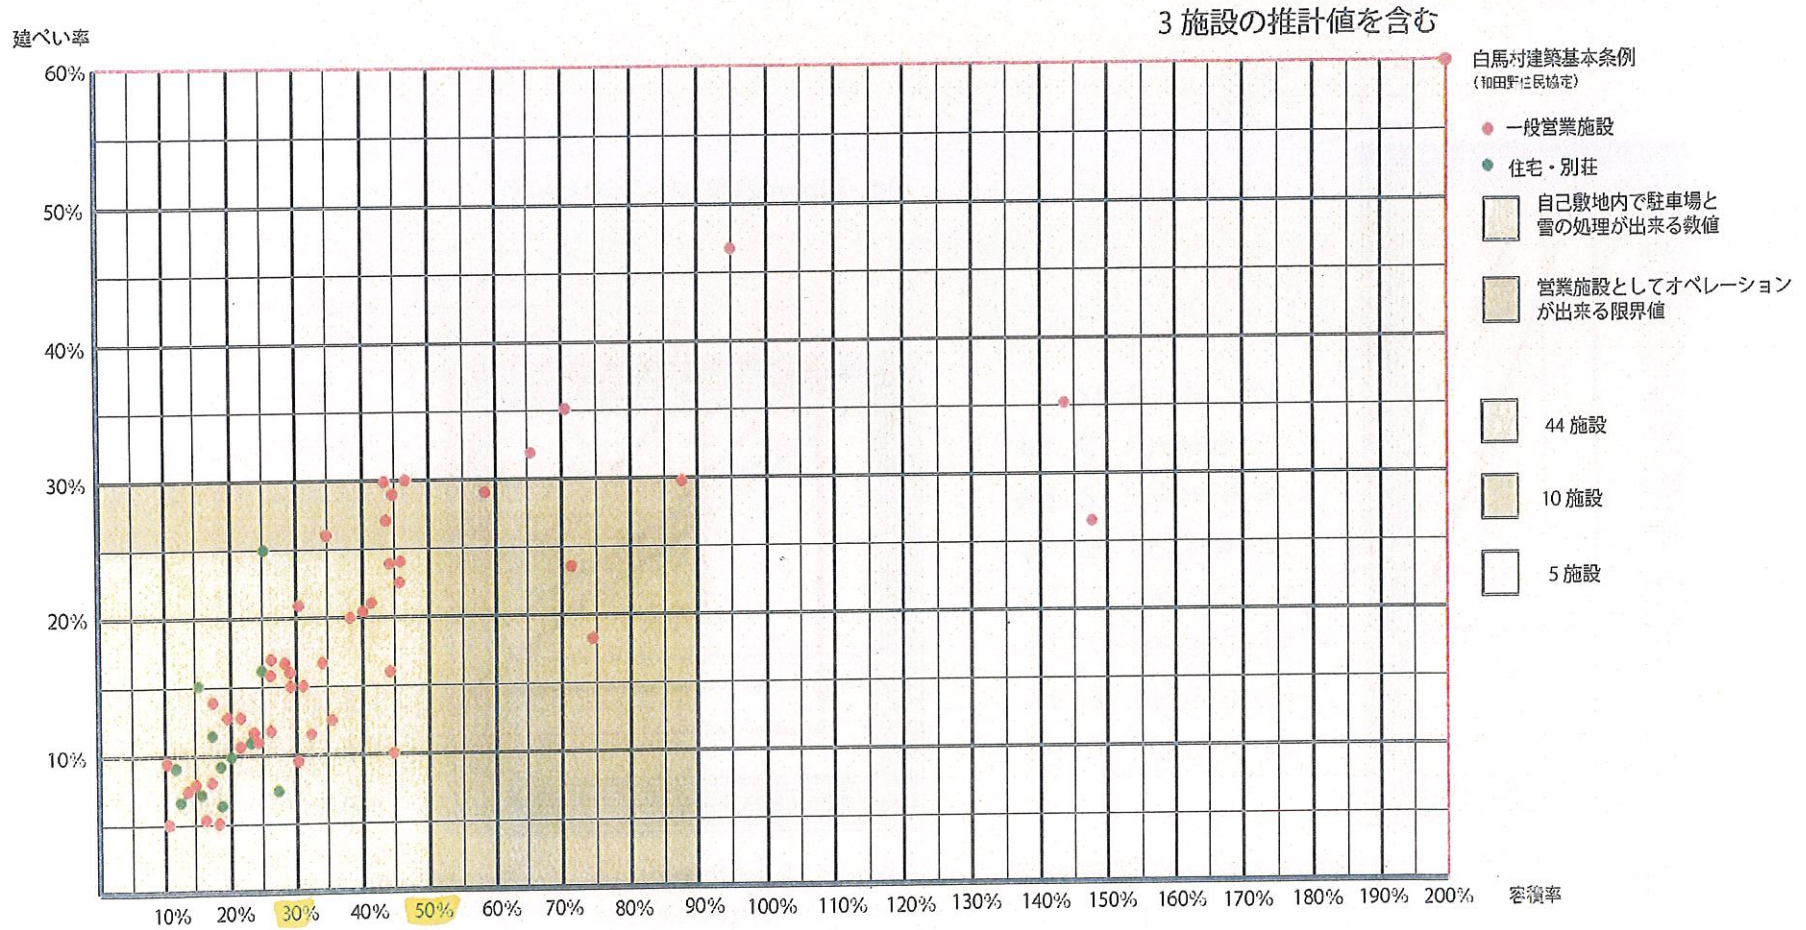 3 施設の推計値を含む
建ぺい率
60%
50%
40%
30%
20%
10%
10%
20%
30%
40%
50%
60%
70%
80%
90%
100%
110%
120%
130%
140%
150%
160%
170%
180%
190%
200%
容積率
白馬村建築基本条例
(和田野住民協定)
一般営業施設
住宅・別荘
自己敷地内で駐車場と
雪の処理が出来る数値
営業施設としてオペレーション
が出来る限界値
44 施設
10 施設
5 施設